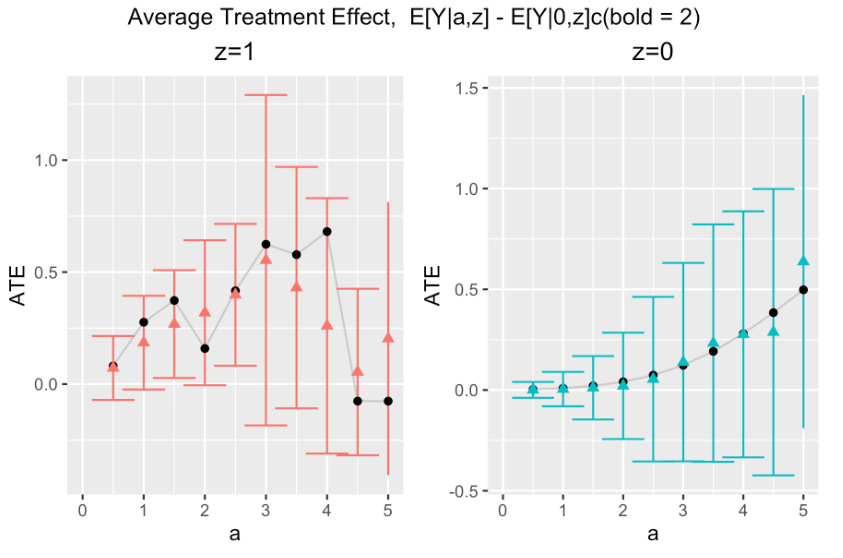 Average Treatment Effect,  E[Y|a,z] - E[Y|0,z]c(bold = 2)
z=1
z=0
ATE
1.0
0.5
0.0
0 1 2 3 4 5
a
ATE
1.5
1.0
0.5
0.0
-0.5
0 1 2 3 4 5
a